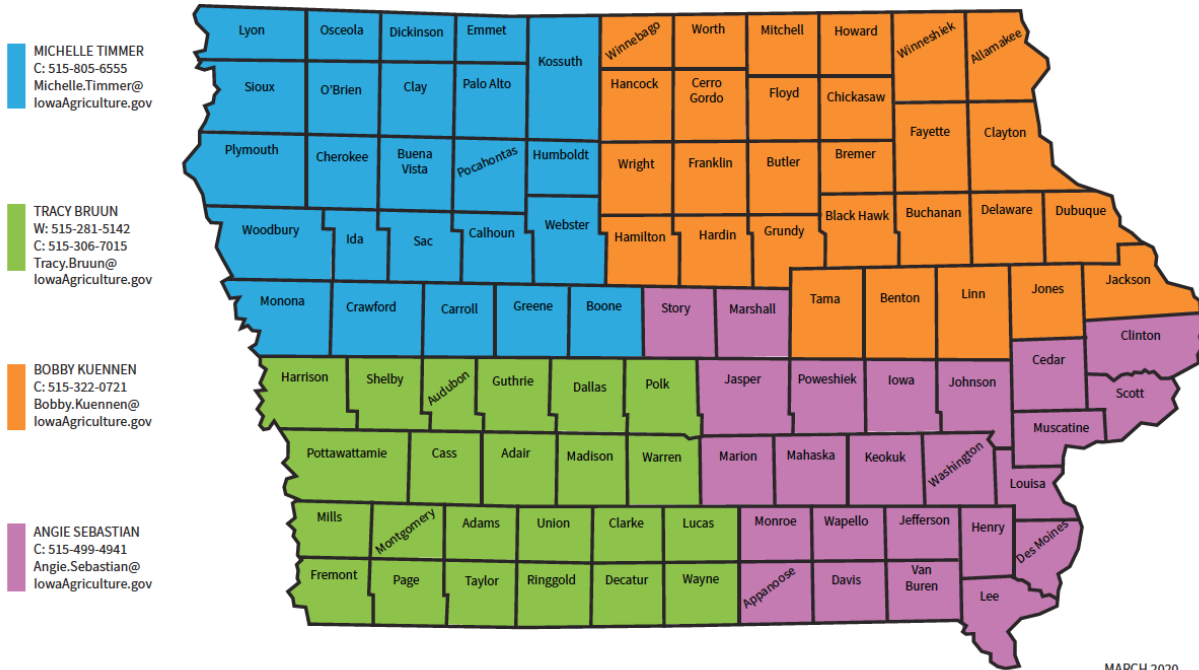 MICHELLE TIMMER
C: 515-805-6555
Michelle.Timmer@
IowaAgriculture.gov
TRACY BRUUN
W: 515-281-5142
C: 515-306-7015
Tracy.Bruun@
IowaAgriculture.gov
BOBBY KUENNEN
C: 515-322-0721
Bobby.Kuennen@
IowaAgriculture.gov
ANGIE SEBASTIAN
C: 515-499-4941
Angie.Sebastian@
IowaAgriculture.gov
Lyon
Osceola
Dickinson
Emmet
Kossuth
Winnebago
Worth
Mitchell
Howard
Winneshiek
Allamakee
Sioux
O'Brien
Clay
Palo Alto
Hancock
Cerro
Gordo
Floyd
Chickasaw
Fayette
Clayton
Plymouth
Cherokee
Buena
Vista
Pocahontas
Humboldt
Wright
Franklin
Butler
Bremer
Woodbury
Ida
Sac
Calhoun
Webster
Hamilton
Hardin
Grundy
Black Hawk
Buchanan
Delaware
Dubuque
Monona
Crawford
Carroll
Greene
Boone
Story
Marshall
Tama
Benton
Linn
Jones
Jackson
Clinton
Cedar
Harrison
Shelby
Audubon
Guthrie
Dallas
Polk
Jasper
Poweshiek
Iowa
Johnson
Scott
Muscatine
Pottawattamie
Cass
Adair
Madison
Warren
Marion
Mahaska
Keokuk
Washington
Louisa
Mills
Montgomery
Adams
Union
Clarke
Lucas
Monroe
Wapello
Jefferson
Henry
Des Moines
Fremont
Page
Taylor
Ringgold
Decatur
Wayne
Appanoose
Davis
Van
Buren
Lee
MARCH 2020